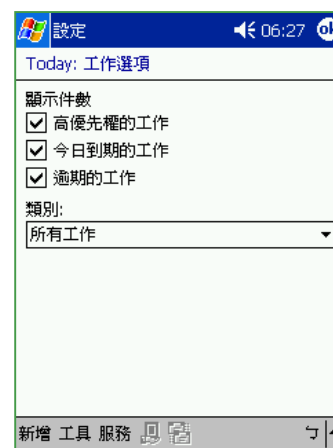 設定 06:27 ok
Today: 工作選項
顯示件數
高優先權的工作
今日到期的工作
逾期的工作
類別:
所有工作
新增 工具 服務 ㄅ